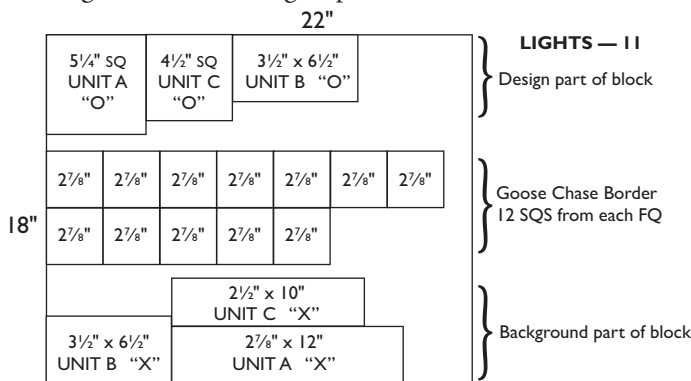 22"
LIGHTS — 11
5¼" SQ
UNIT A
“O”
4½" SQ
UNIT C
“O”
3½" x 6½"
UNIT B “O”
Design part of block
18"
2⅞" 2⅞" 2⅞" 2⅞" 2⅞" 2⅞" 2⅞"
2⅞" 2⅞" 2⅞" 2⅞" 2⅞"
Goose Chase Border
12 SQS from each FQ
2½" x 10"
UNIT C “X”
3½" x 6½"
UNIT B “X”
2⅞" x 12"
UNIT A “X”
Background part of block